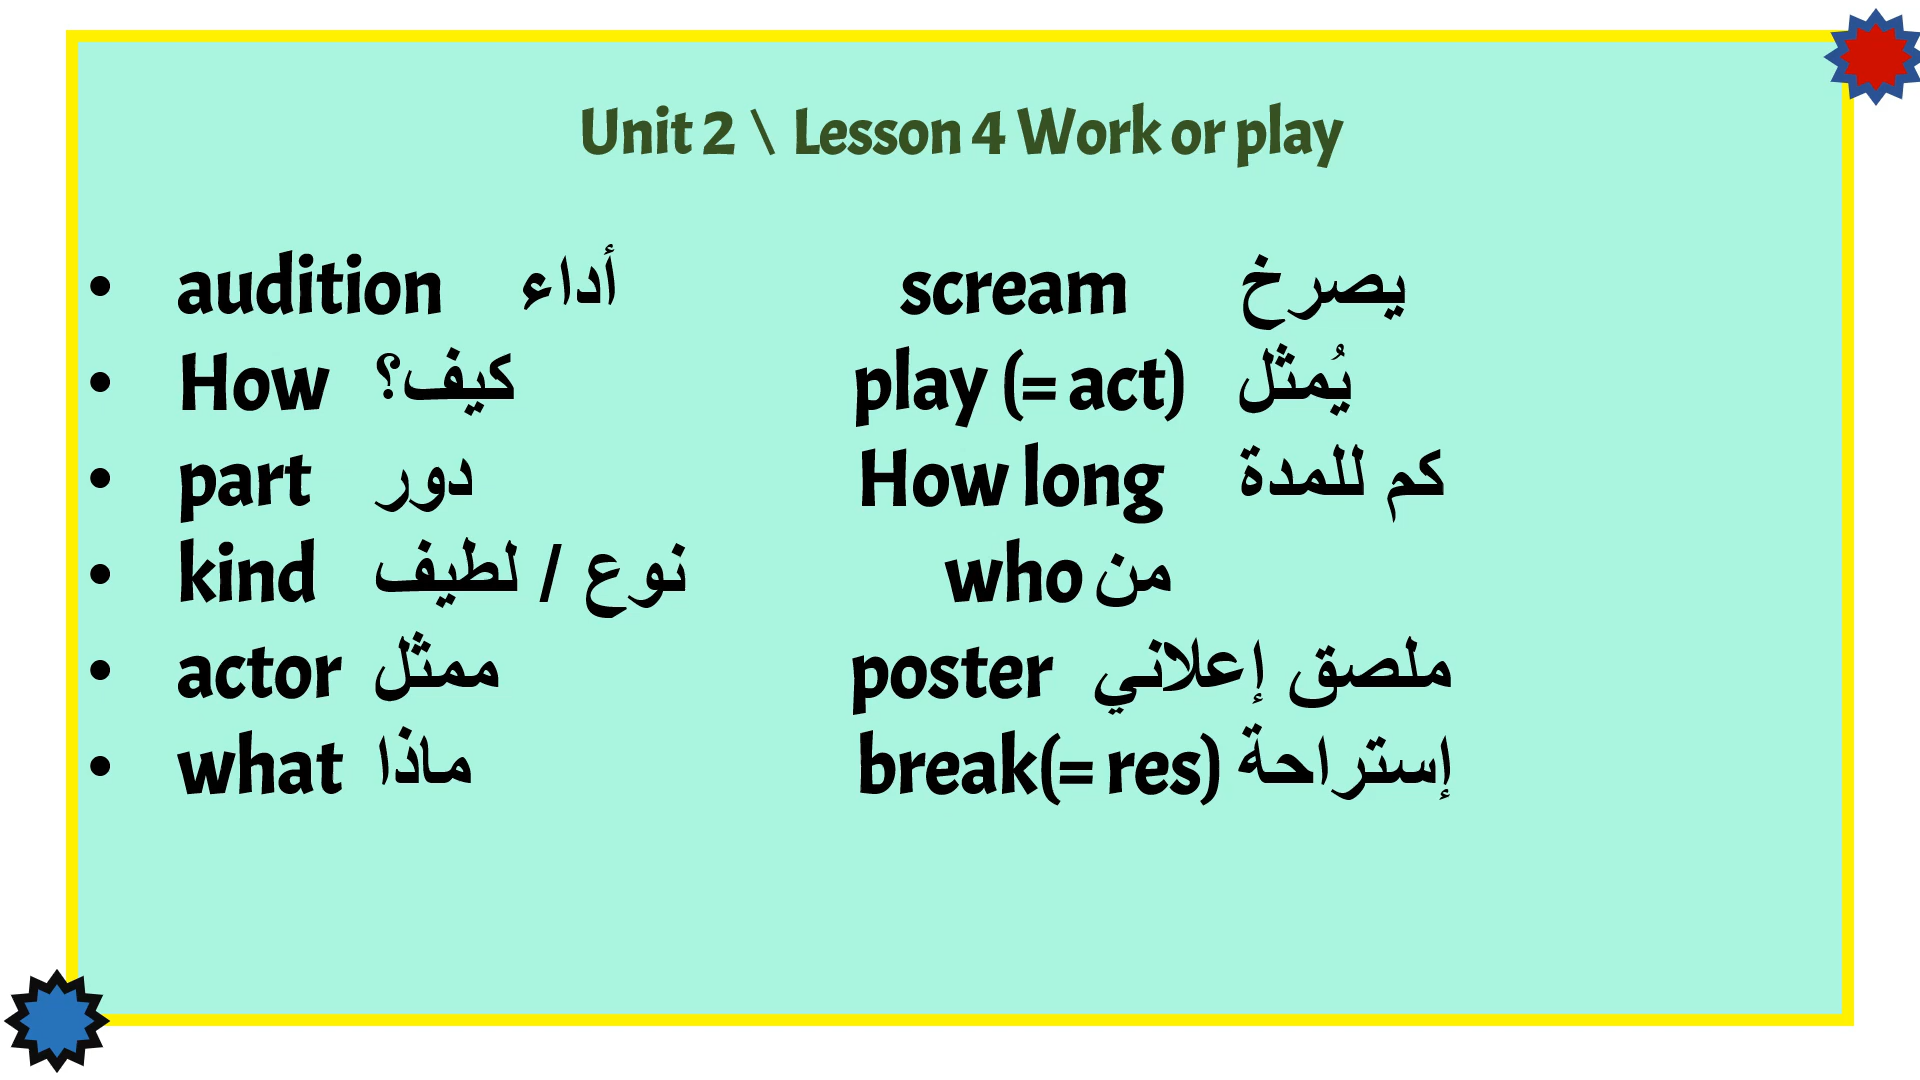 Unit 2 \ Lesson 4 Work or play
• audition أداء scream يصرخ
• How كيف؟ play (= act) يُمثل
• part دور How long كم للمدة
• kind نوع / لطيف who من
• actor ممثل poster ملصق إعلاني
• what ماذا break(= res) إستراحة